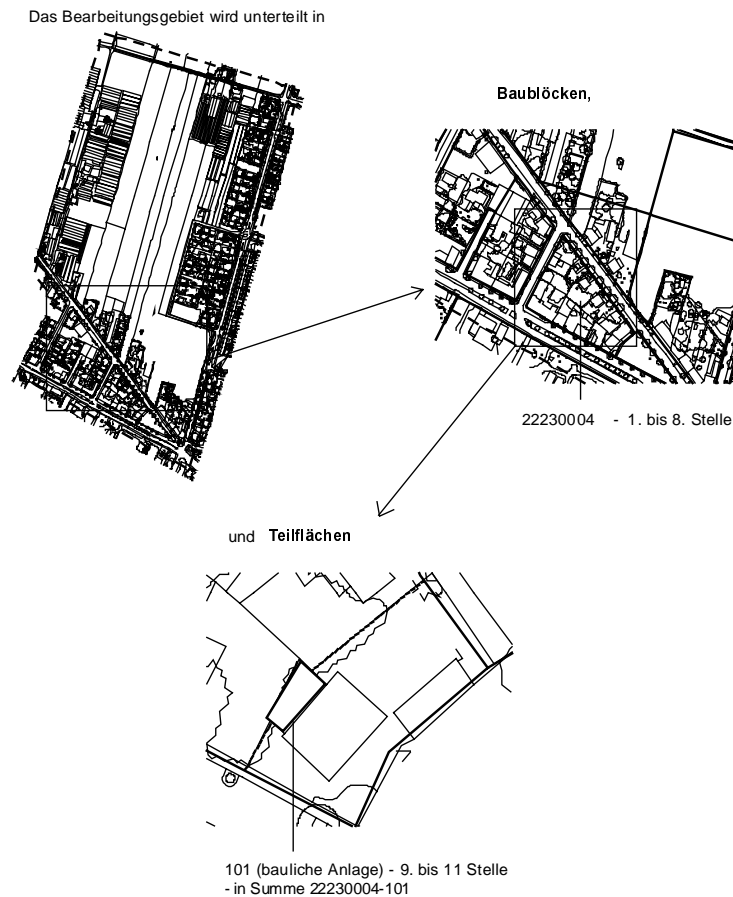 Das Bearbeitungsgebiet wird unterteilt in
Baublöcken,
22230004 - 1. bis 8. Stelle
und Teilflächen
101 (bauliche Anlage) - 9. bis 11 Stelle
- in Summe 22230004-101